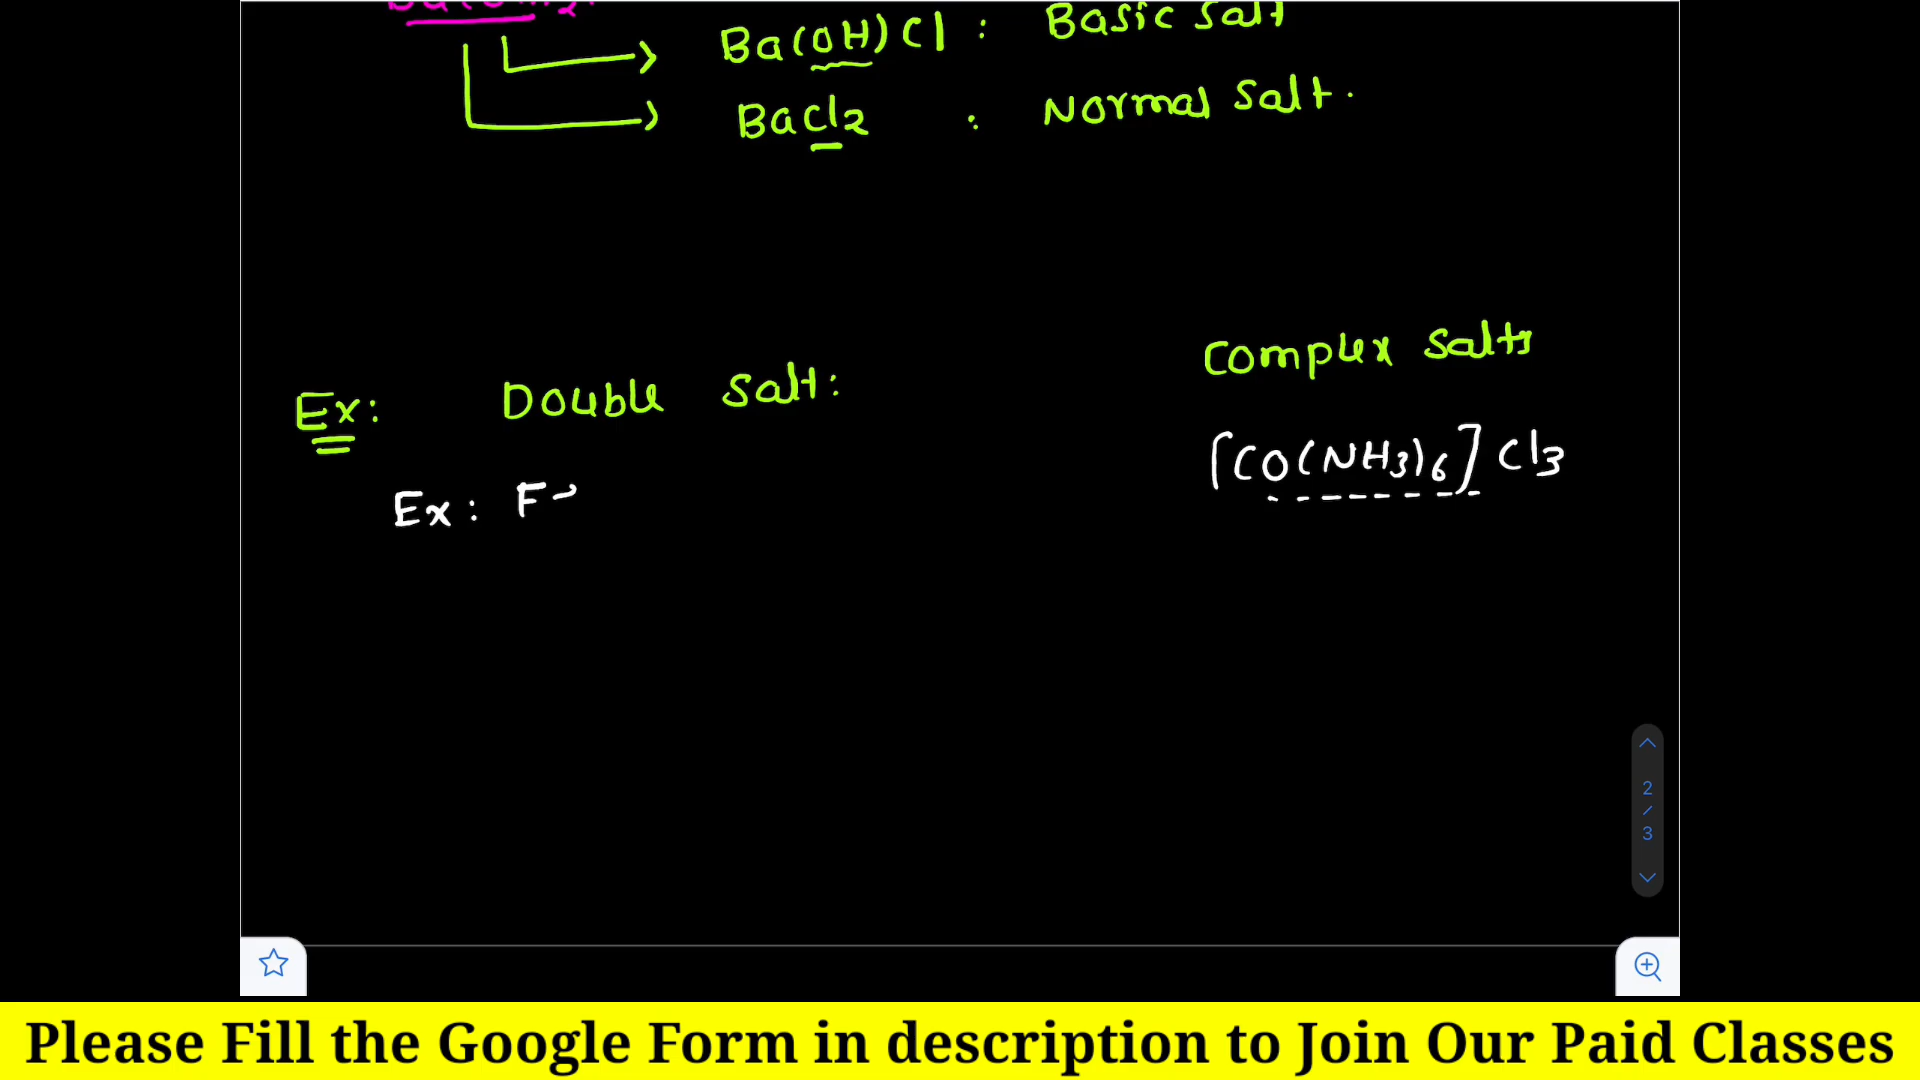 Ba(OH)Cl : Basic salt
BaCl2 : Normal salt.
Complex salts
Ex: Double salt:
[CO(NH3)6]Cl3
Ex: F
2
/
3
Please Fill the Google Form in description to Join Our Paid Classes